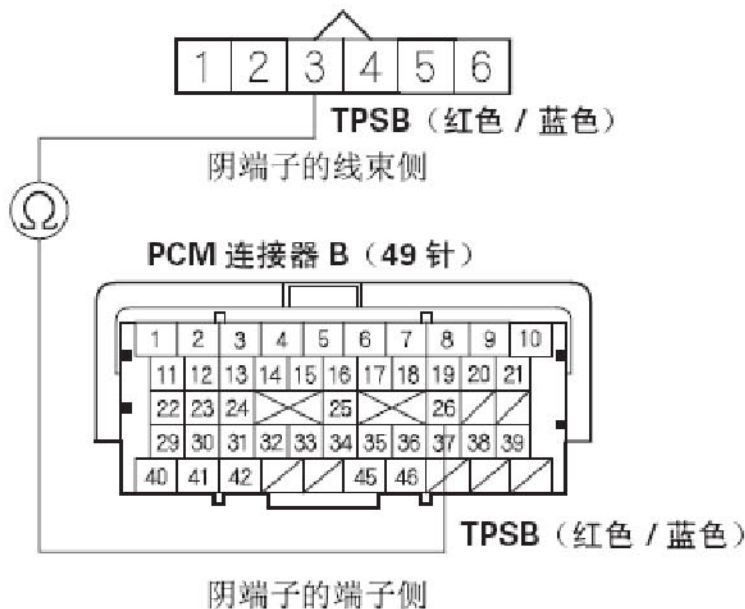 1 2 3 4 5 6
TPSB（红色 / 蓝色）
阴端子的线束侧
Ω
PCM 连接器 B（49 针）
1 2 3 4 5 6 7 8 9 10
11 12 13 14 15 16 17 18 19 20 21
22 23 24 25 26
29 30 31 32 33 34 35 36 37 38 39
40 41 42 45 46
TPSB（红色 / 蓝色）
阴端子的端子侧